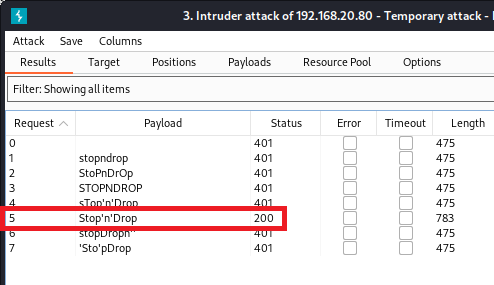 3. Intruder attack of 192.168.20.80 - Temporary attack -
Attack Save Columns
Results Target Positions Payloads Resource Pool Options
Filter: Showing all items
Request Payload Status Error Timeout Length
0 401 475
1 stopndrop 401 475
2 StoPnDrOp 401 475
3 STOPNDROP 401 475
4 sTop'n'Drop 401 475
5 Stop'n'Drop 200 783
6 stopDropn'' 401 475
7 'Sto'pDrop 401 475